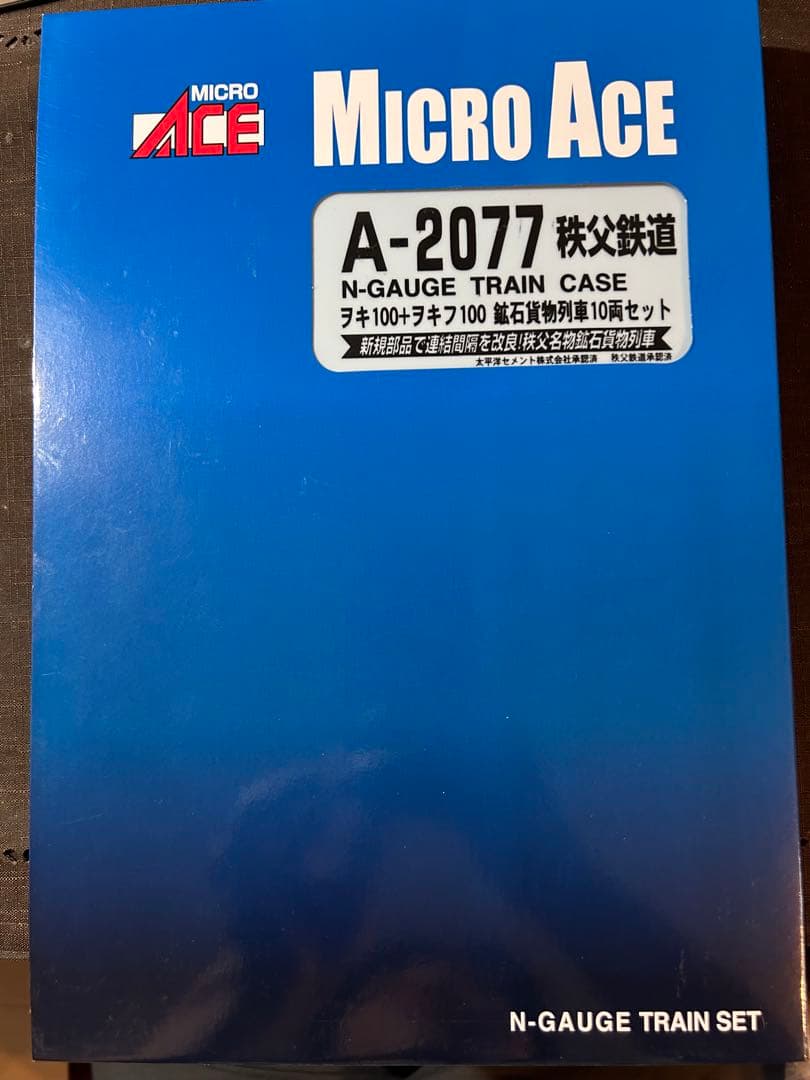 MICRO
ACE
MICRO ACE
A-2077 秩父鉄道
N-GAUGE TRAIN CASE
ヲキ100+ヲキフ100 鉱石貨物列車10両セット
新規部品で連結間隔を改良!秩父名物鉱石貨物列車
太平洋セメント株式会社承認済 秩父鉄道承認済
N-GAUGE TRAIN SET